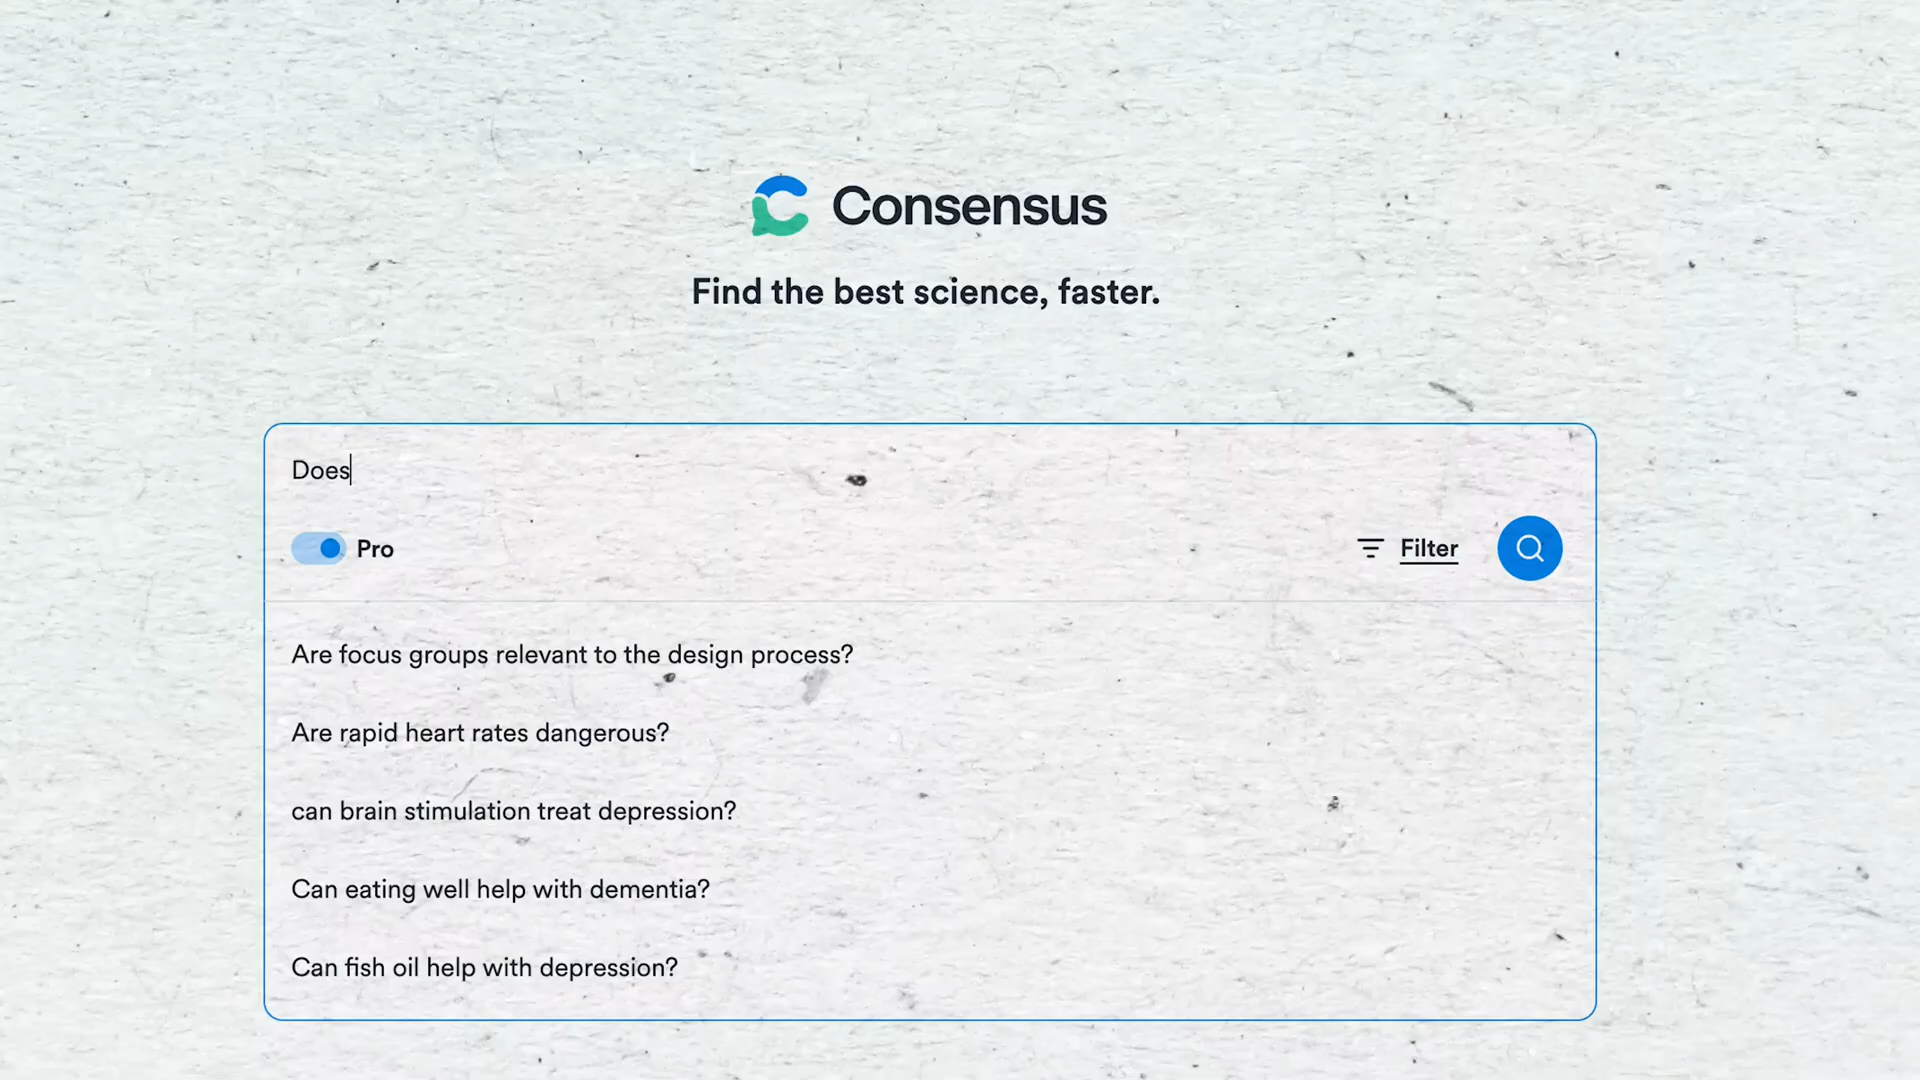 Consensus
Find the best science, faster.
Does
Pro
Filter
Are focus groups relevant to the design process?
Are rapid heart rates dangerous?
can brain stimulation treat depression?
Can eating well help with dementia?
Can fish oil help with depression?